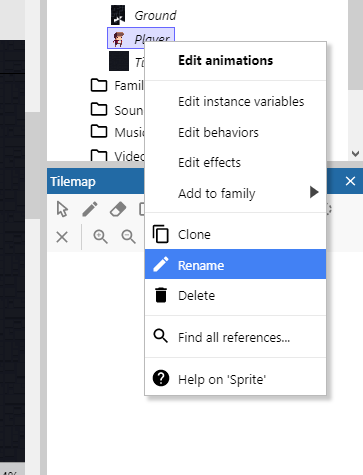 Ground
Player
Ti
Famil
Edit animations
Soun
Edit instance variables
Music
Edit behaviors
Video
Edit effects
Tilemap
Add to family
Clone
Rename
Delete
Find all references...
Help on 'Sprite'